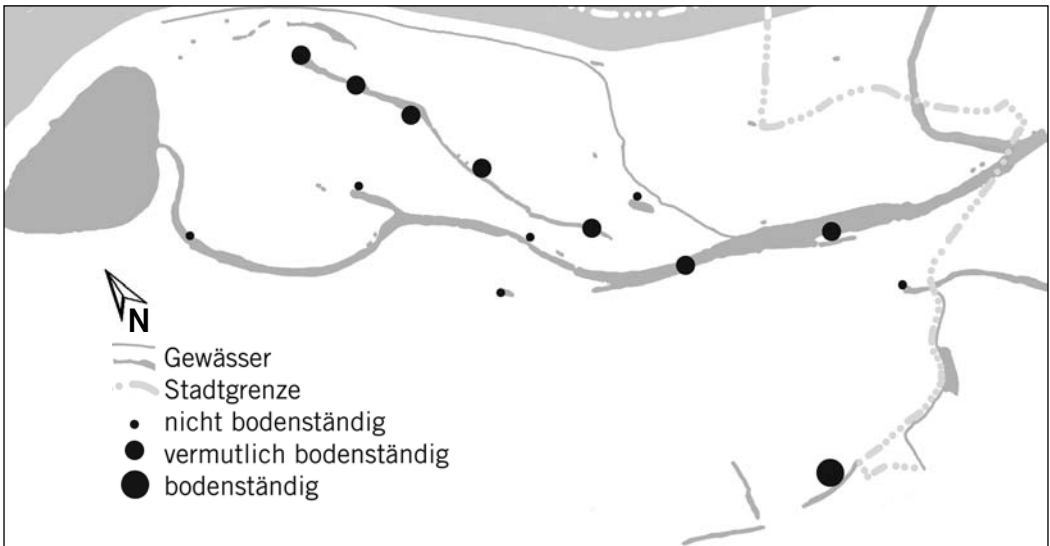 N
Gewässer
Stadtgrenze
nicht bodenständig
vermutlich bodenständig
bodenständig